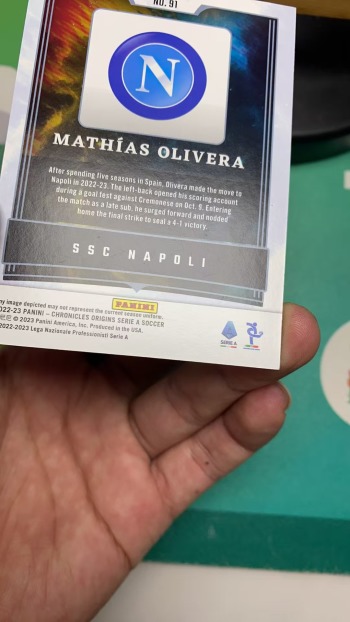 NO. 91
N
MATHÍAS OLIVERA
After spending five seasons in Spain, Olivera made the move to
Napoli in 2022-23. The left-back opened his scoring account
during a goal fest against Cremonese on Oct. 9. Entering
the match as a late sub, he surged forward and nodded
home the final strike to seal a 4-1 victory.
SSC NAPOLI
PANINI
ny image depicted may not represent the current season uniform.
022-23 PANINI – CHRONICLES ORIGINS SERIE A SOCCER
© 2023 Panini America, Inc. Produced in the USA.
2022-2023 Lega Nazionale Professionisti Serie A
SERIE A